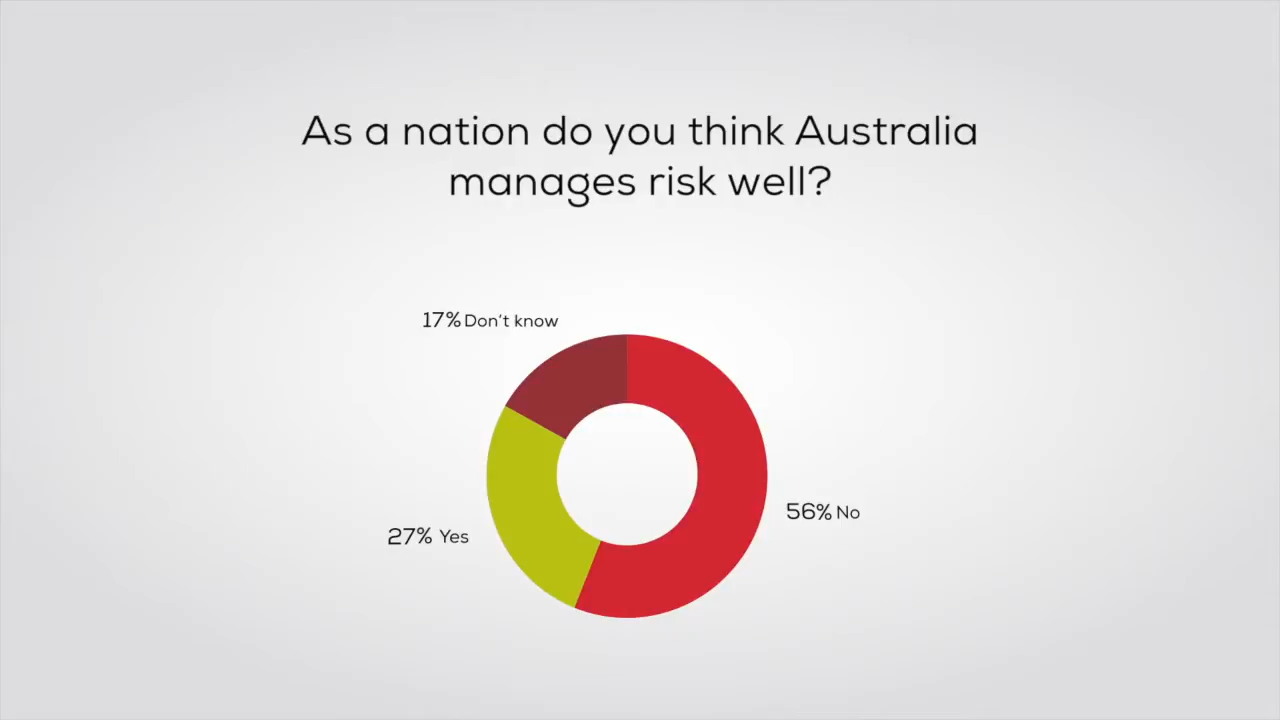 As a nation do you think Australia
manages risk well?
17% Don't know
56% No
27% Yes